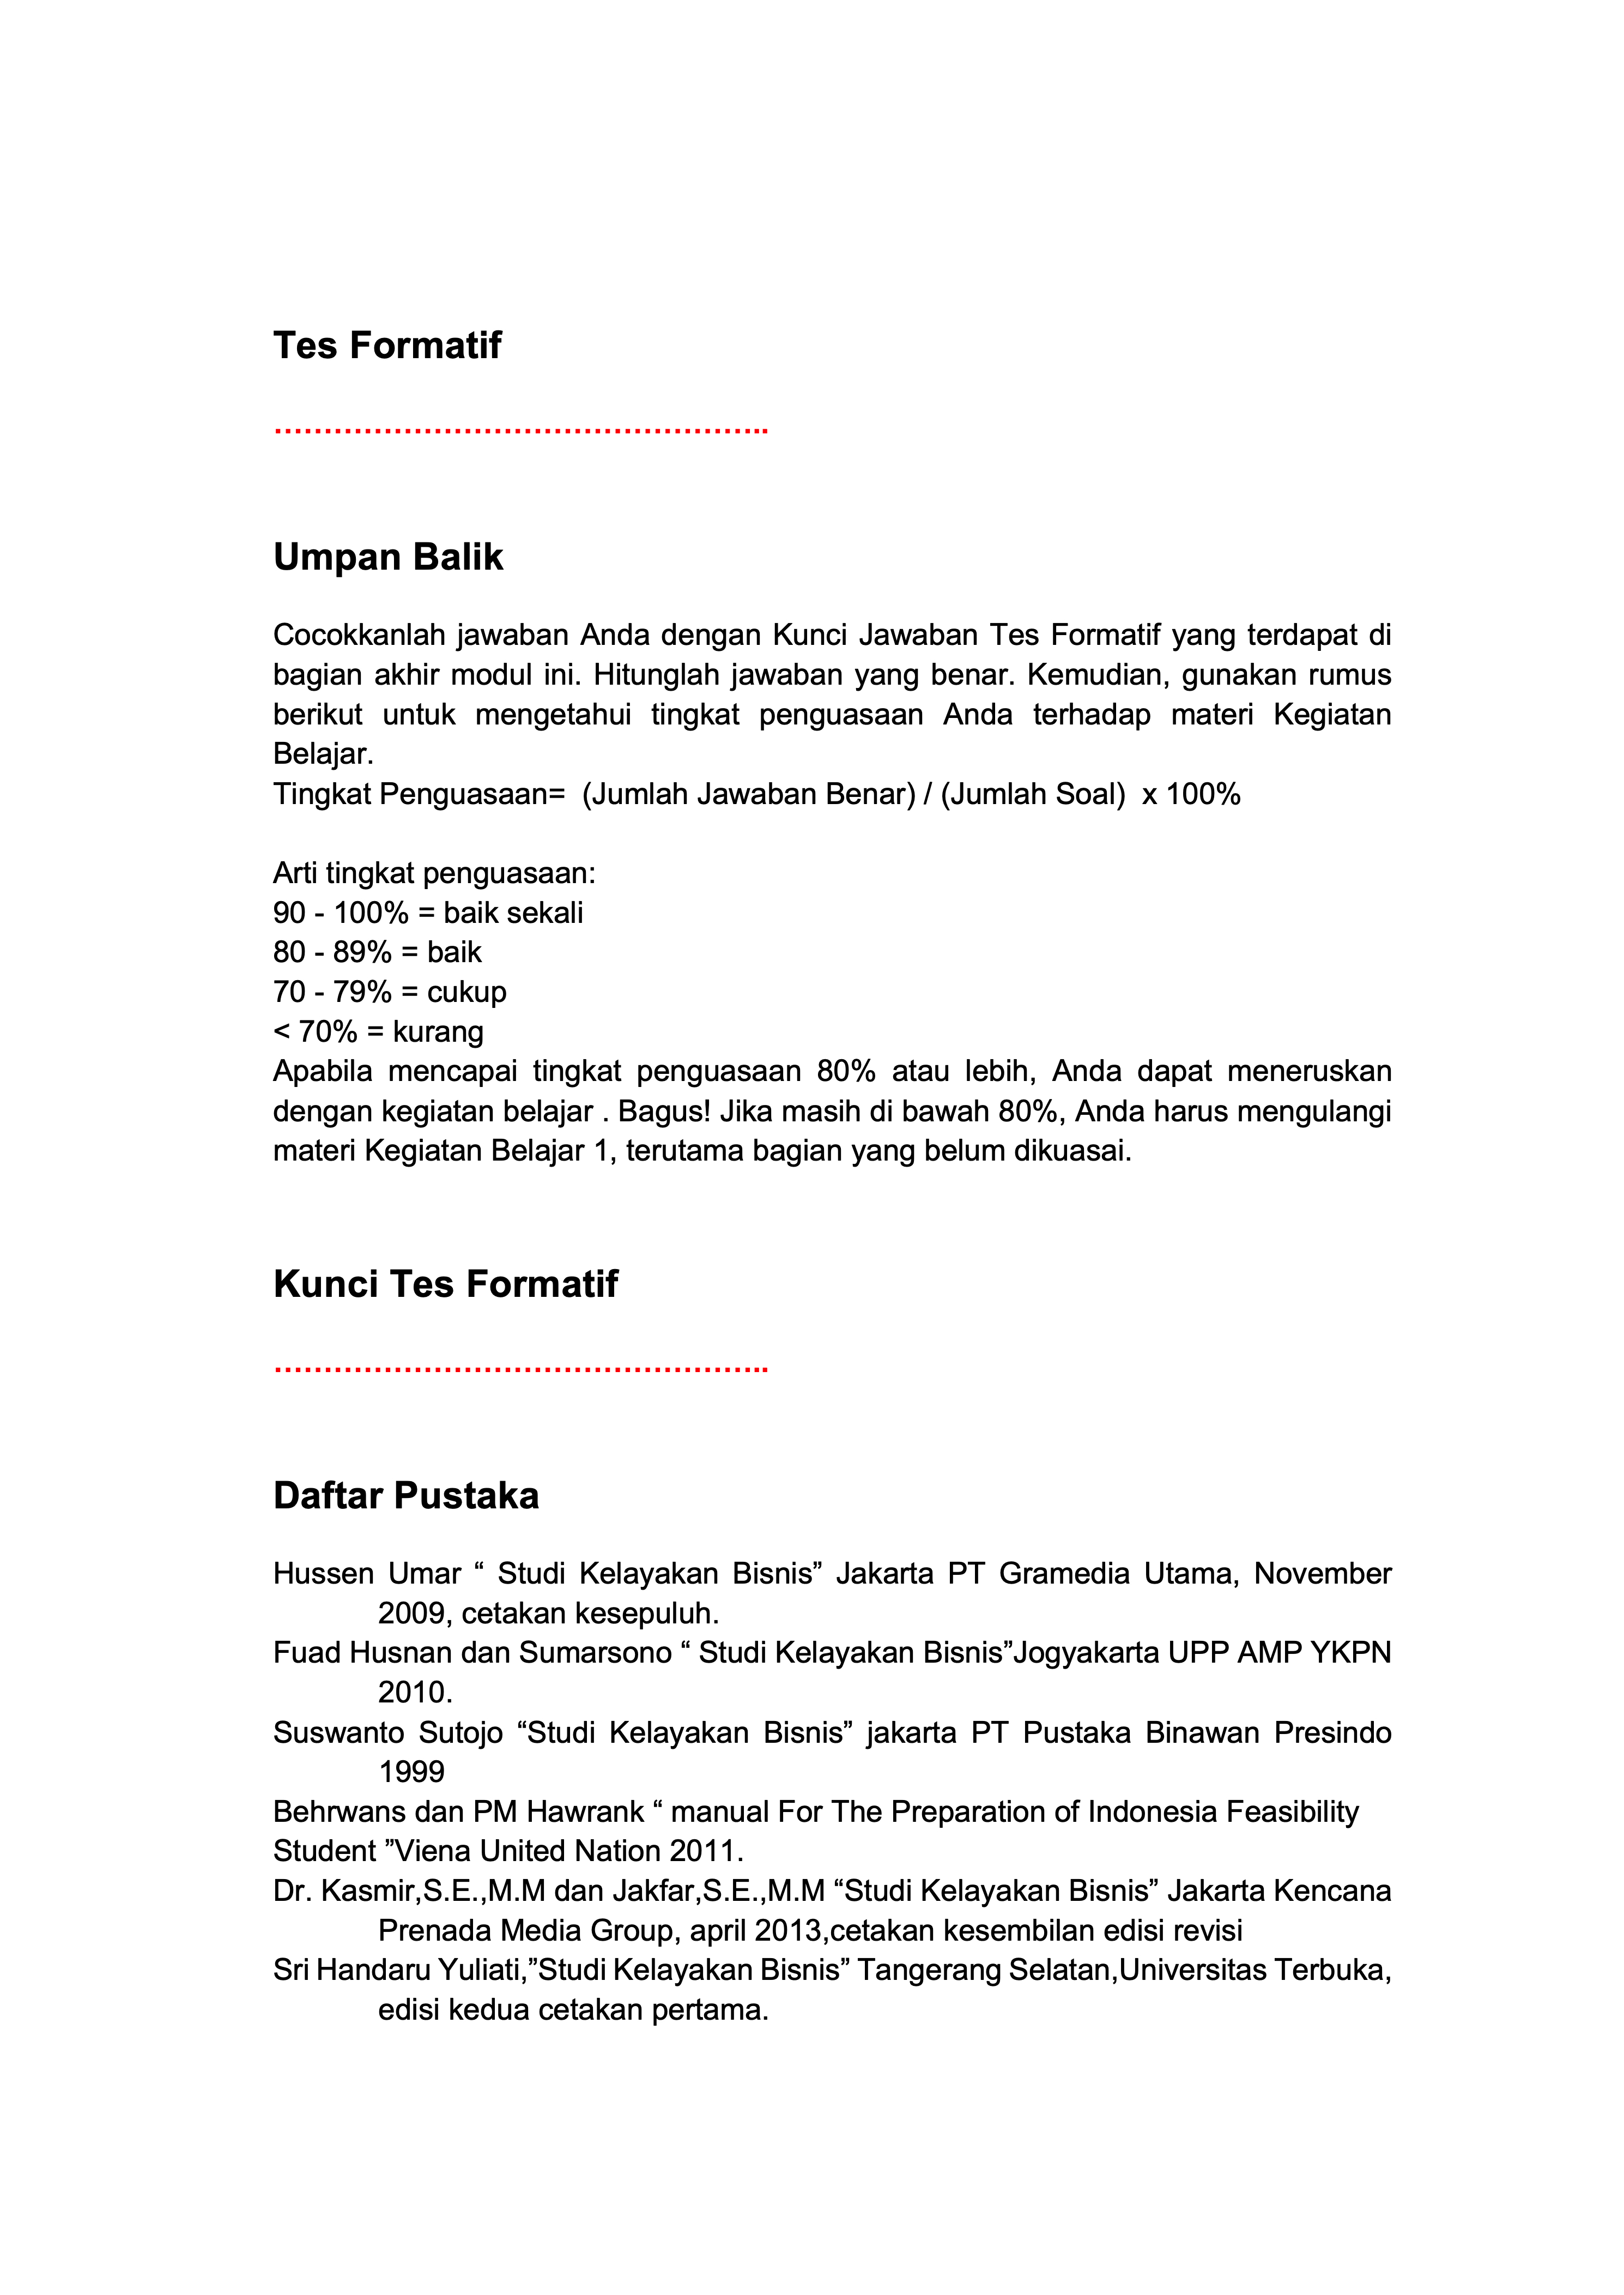 Tes Formatif
……………………………………………..
Umpan Balik
Cocokkanlah jawaban Anda dengan Kunci Jawaban Tes Formatif yang terdapat di
bagian akhir modul ini. Hitunglah jawaban yang benar. Kemudian, gunakan rumus
berikut untuk mengetahui tingkat penguasaan Anda terhadap materi Kegiatan
Belajar.
Tingkat Penguasaan=  (Jumlah Jawaban Benar) / (Jumlah Soal)  x 100%
Arti tingkat penguasaan:
90 - 100% = baik sekali
80 - 89% = baik
70 - 79% = cukup
< 70% = kurang
Apabila mencapai tingkat penguasaan 80% atau lebih, Anda dapat meneruskan
dengan kegiatan belajar . Bagus! Jika masih di bawah 80%, Anda harus mengulangi
materi Kegiatan Belajar 1, terutama bagian yang belum dikuasai.
Kunci Tes Formatif
……………………………………………..
Daftar Pustaka
Hussen Umar “ Studi Kelayakan Bisnis” Jakarta PT Gramedia Utama, November
2009, cetakan kesepuluh.
Fuad Husnan dan Sumarsono “ Studi Kelayakan Bisnis”Jogyakarta UPP AMP YKPN
2010.
Suswanto Sutojo “Studi Kelayakan Bisnis” jakarta PT Pustaka Binawan Presindo
1999
Behrwans dan PM Hawrank “ manual For The Preparation of Indonesia Feasibility
Student ”Viena United Nation 2011.
Dr. Kasmir,S.E.,M.M dan Jakfar,S.E.,M.M “Studi Kelayakan Bisnis” Jakarta Kencana
Prenada Media Group, april 2013,cetakan kesembilan edisi revisi
Sri Handaru Yuliati,”Studi Kelayakan Bisnis” Tangerang Selatan,Universitas Terbuka,
edisi kedua cetakan pertama.